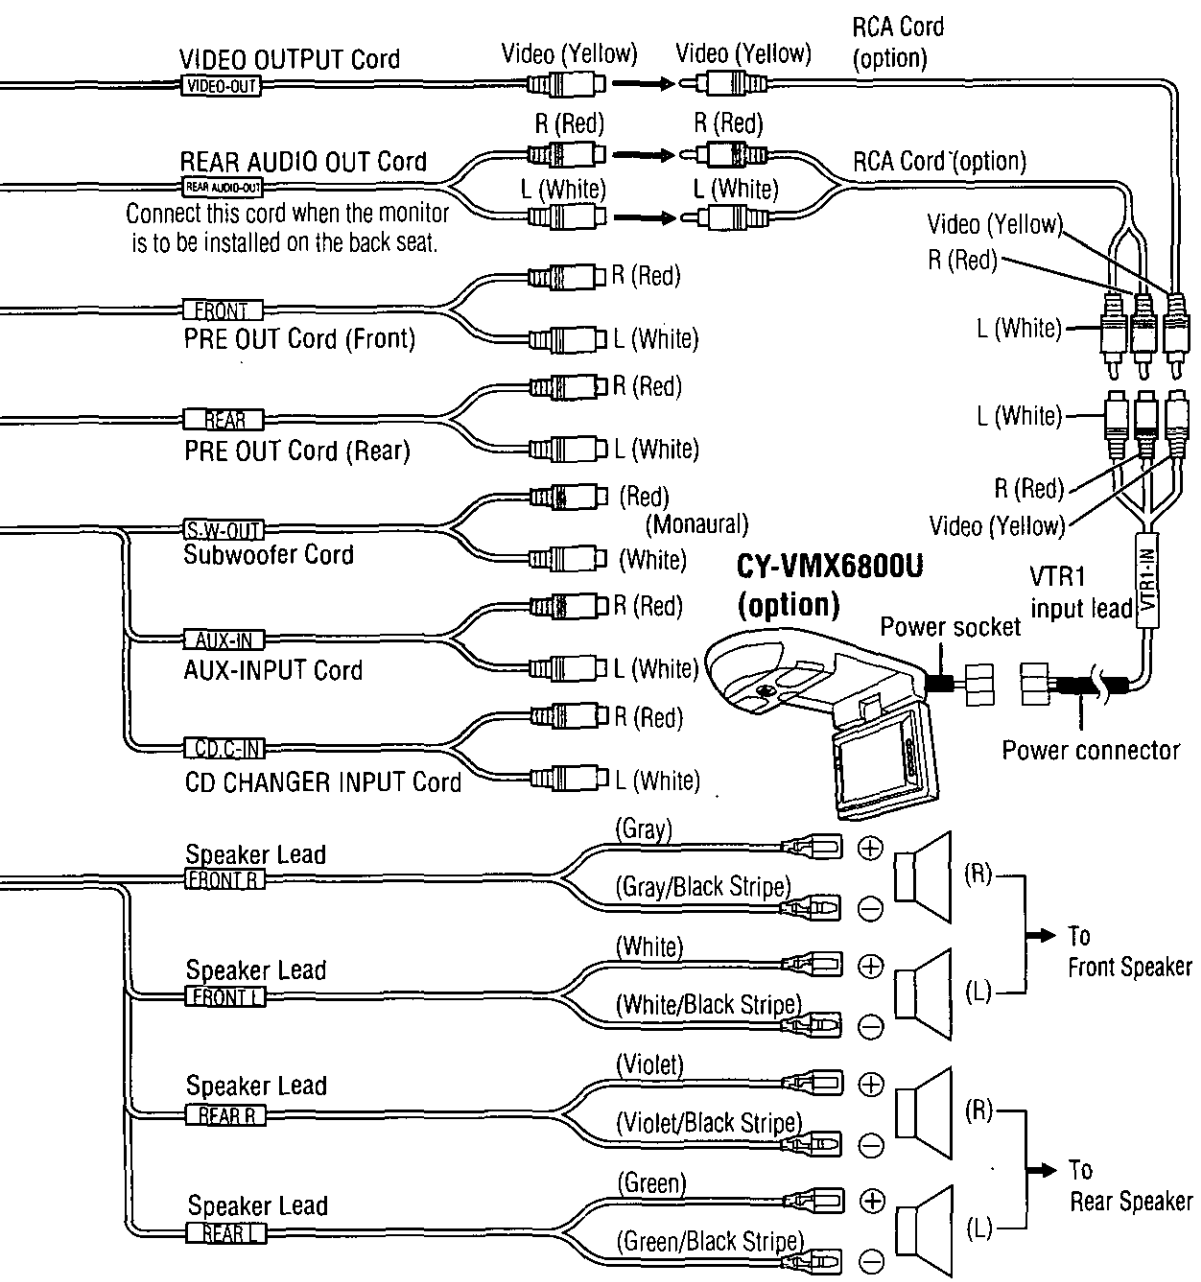 VIDEO OUTPUT Cord
VIDEO-OUT
Video (Yellow)
Video (Yellow)
RCA Cord
(option)
R (Red)
R (Red)
REAR AUDIO OUT Cord
REAR AUDIO-OUT
L (White)
L (White)
RCA Cord (option)
Connect this cord when the monitor
is to be installed on the back seat.
Video (Yellow)
R (Red)
L (White)
L (White)
R (Red)
Video (Yellow)
FRONT
PRE OUT Cord (Front)
R (Red)
L (White)
REAR
PRE OUT Cord (Rear)
R (Red)
L (White)
S.W-OUT
Subwoofer Cord
(Red)
(Monaural)
(White)
CY-VMX6800U
(option)
VTR1
input lead
VTR1-IN
Power socket
Power connector
AUX-IN
AUX-INPUT Cord
R (Red)
L (White)
CD.C-IN
CD CHANGER INPUT Cord
R (Red)
L (White)
Speaker Lead
FRONT R
(Gray)
(Gray/Black Stripe)
+
−
(R)
To
Front Speaker
Speaker Lead
FRONT L
(White)
(White/Black Stripe)
+
−
(L)
Speaker Lead
REAR R
(Violet)
(Violet/Black Stripe)
+
−
(R)
To
Rear Speaker
Speaker Lead
REAR L
(Green)
(Green/Black Stripe)
+
−
(L)